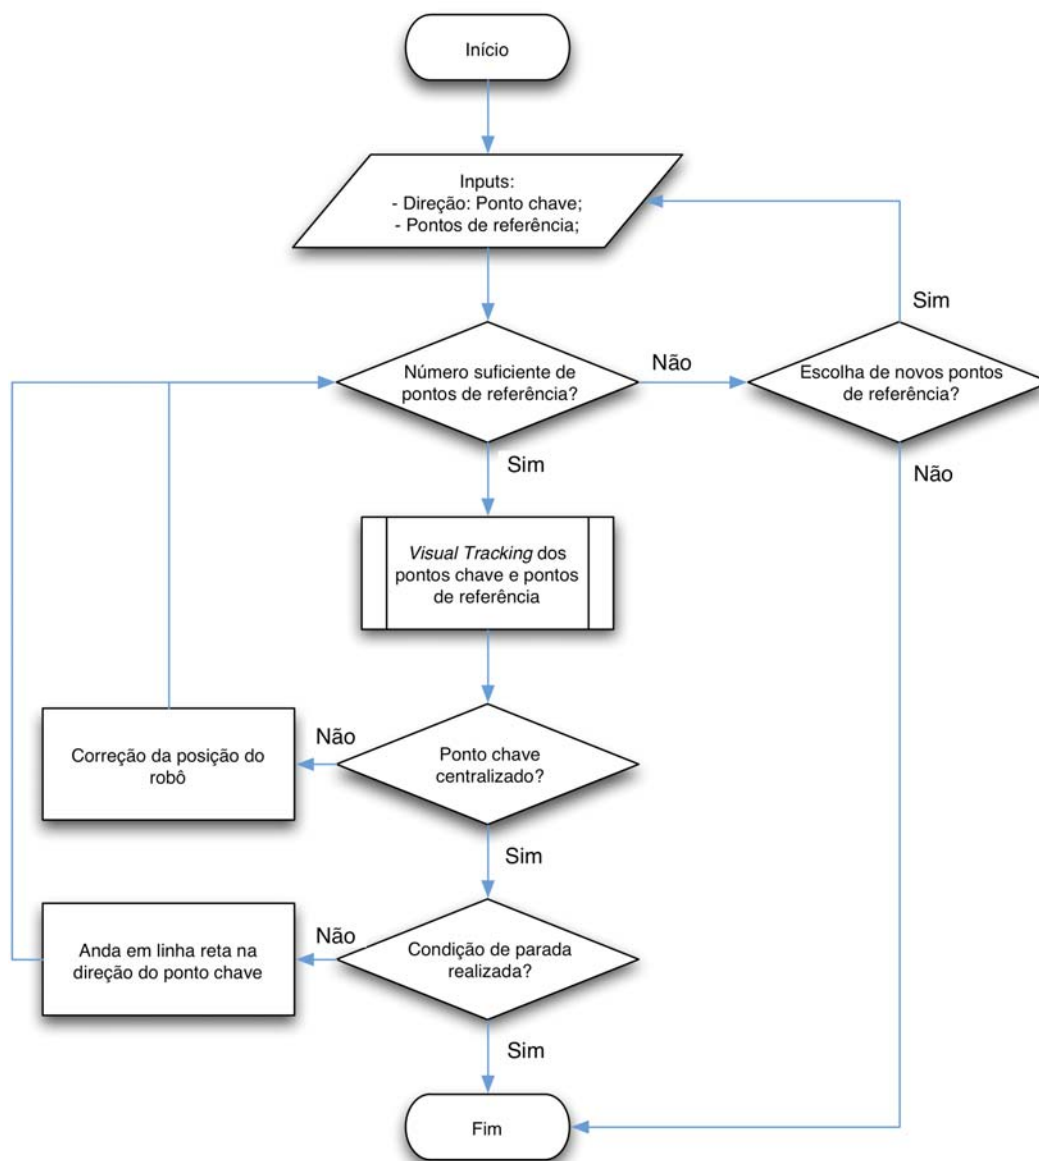 Início
Inputs:
- Direção: Ponto chave;
- Pontos de referência;
Sim
Número suficiente de
pontos de referência?
Não
Escolha de novos pontos
de referência?
Sim
Não
Visual Tracking dos
pontos chave e pontos
de referência
Correção da posição do
robô
Não
Ponto chave
centralizado?
Sim
Anda em linha reta na
direção do ponto chave
Não
Condição de parada
realizada?
Sim
Fim